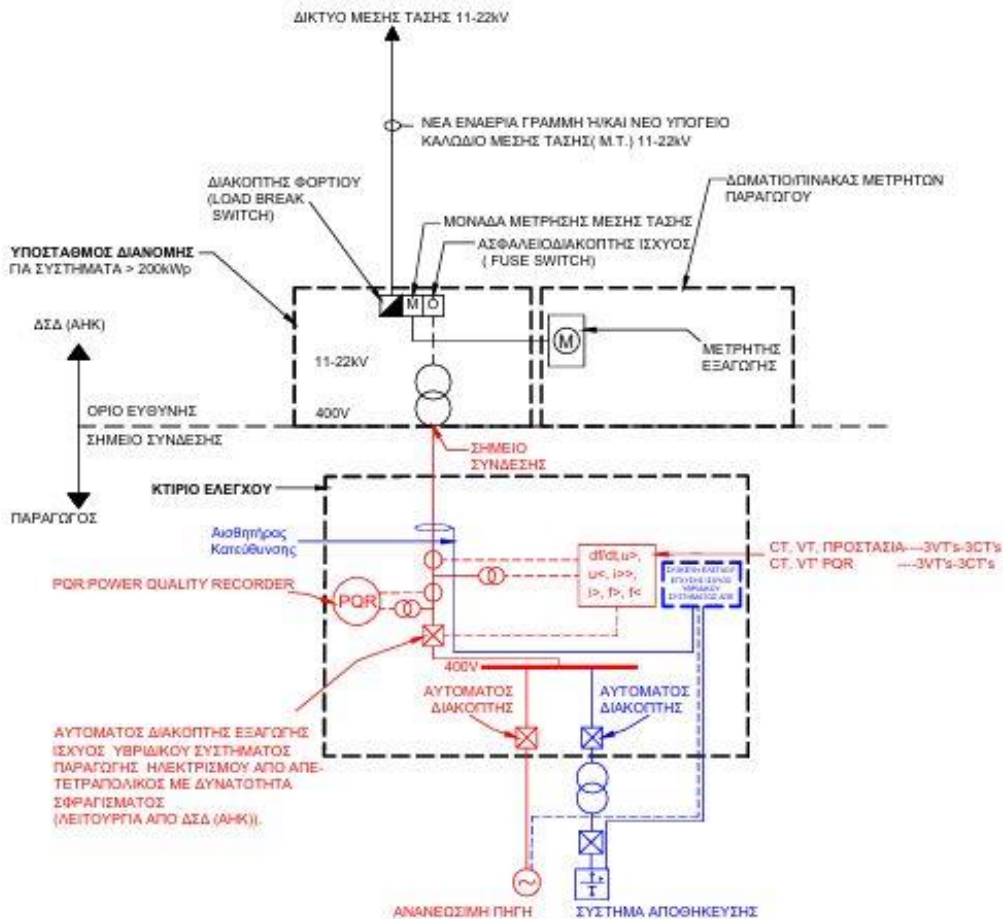 ΔΙΚΤΥΟ ΜΕΣΗΣ ΤΑΣΗΣ 11-22kV
ΝΕΑ ΕΝΑΕΡΙΑ ΓΡΑΜΜΗ Ή/ΚΑΙ ΝΕΟ ΥΠΟΓΕΙΟ
ΚΑΛΩΔΙΟ ΜΕΣΗΣ ΤΑΣΗΣ( Μ.Τ.) 11-22kV
ΔΙΑΚΟΠΤΗΣ ΦΟΡΤΙΟΥ
(LOAD BREAK
SWITCH)
ΔΩΜΑΤΙΟ/ΠΙΝΑΚΑΣ ΜΕΤΡΗΤΩΝ
ΠΑΡΑΓΩΓΟΥ
ΜΟΝΑΔΑ ΜΕΤΡΗΣΗΣ ΜΕΣΗΣ ΤΑΣΗΣ
ΑΣΦΑΛΕΙΟΔΙΑΚΟΠΤΗΣ ΙΣΧΥΟΣ
( FUSE SWITCH)
ΥΠΟΣΤΑΘΜΟΣ ΔΙΑΝΟΜΗΣ
ΓΙΑ ΣΥΣΤΗΜΑΤΑ > 200kWp
M O
ΔΣΔ (ΑΗΚ)
M
ΜΕΤΡΗΤΗΣ
ΕΞΑΓΩΓΗΣ
11-22kV
400V
ΟΡΙΟ ΕΥΘΥΝΗΣ
ΣΗΜΕΙΟ ΣΥΝΔΕΣΗΣ
ΣΗΜΕΙΟ
ΣΥΝΔΕΣΗΣ
ΚΤΙΡΙΟ ΕΛΕΓΧΟΥ
ΠΑΡΑΓΩΓΟΣ
Αισθητήρας
Κατεύθυνσης
df/dt,u>,
u<, i>>,
i>, f>, f<
CT, VT, ΠΡΟΣΤΑΣΙΑ----3VT's-3CT's
CT, VT' PQR ----3VT's-3CT's
PQR:POWER QUALITY RECORDER
PQR
400V
ΑΥΤΟΜΑΤΟΣ
ΔΙΑΚΟΠΤΗΣ
ΑΥΤΟΜΑΤΟΣ
ΔΙΑΚΟΠΤΗΣ
ΑΥΤΟΜΑΤΟΣ ΔΙΑΚΟΠΤΗΣ ΕΞΑΓΩΓΗΣ
ΙΣΧΥΟΣ ΥΒΡΙΔΙΚΟΥ ΣΥΣΤΗΜΑΤΟΣ
ΠΑΡΑΓΩΓΗΣ ΗΛΕΚΤΡΙΣΜΟΥ ΑΠΟ ΑΠΕ-
ΤΕΤΡΑΠΟΛΙΚΟΣ ΜΕ ΔΥΝΑΤΟΤΗΤΑ
ΣΦΡΑΓΙΣΜΑΤΟΣ
(ΛΕΙΤΟΥΡΓΙΑ ΑΠΟ ΔΣΔ (ΑΗΚ)).
ΑΝΑΝΕΩΣΙΜΗ ΠΗΓΗ
ΣΥΣΤΗΜΑ ΑΠΟΘΗΚΕΥΣΗΣ